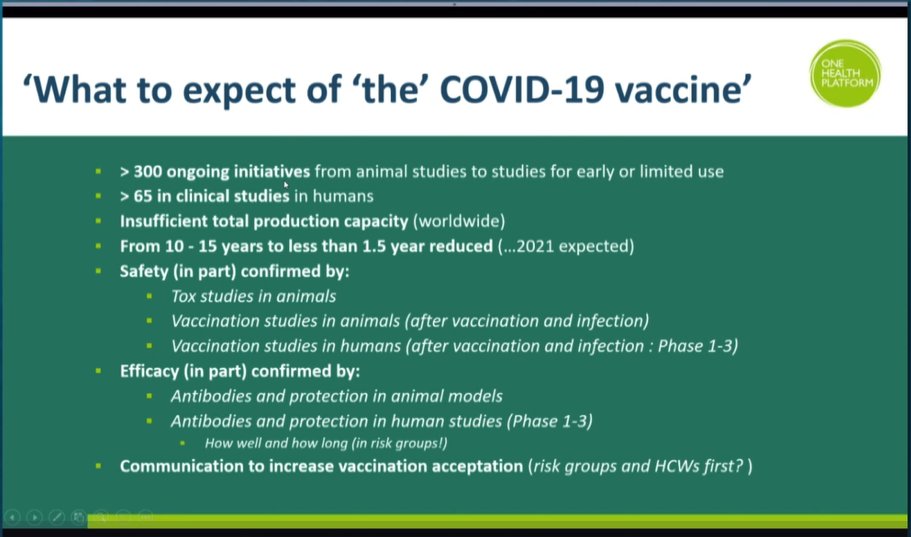 ‘What to expect of ‘the’ COVID-19 vaccine’
ONE
HEALTH
PLATFORM
> 300 ongoing initiatives from animal studies to studies for early or limited use
> 65 in clinical studies in humans
Insufficient total production capacity (worldwide)
From 10 - 15 years to less than 1.5 year reduced (...2021 expected)
Safety (in part) confirmed by:
Tox studies in animals
Vaccination studies in animals (after vaccination and infection)
Vaccination studies in humans (after vaccination and infection : Phase 1-3)
Efficacy (in part) confirmed by:
Antibodies and protection in animal models
Antibodies and protection in human studies (Phase 1-3)
How well and how long (in risk groups!)
Communication to increase vaccination acceptation (risk groups and HCWs first? )